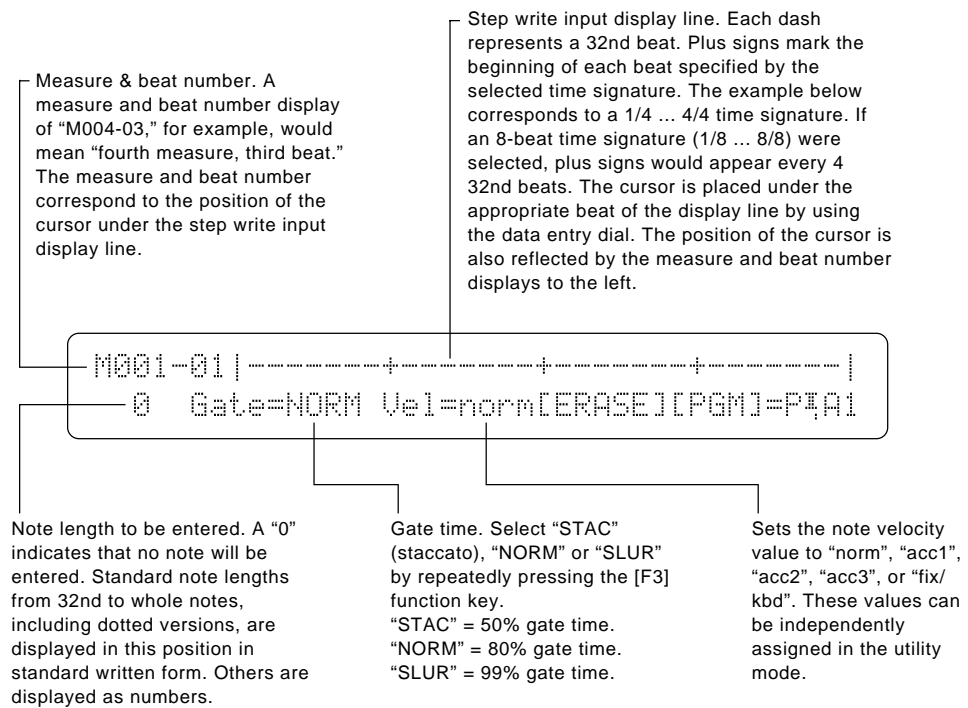 Step write input display line. Each dash
represents a 32nd beat. Plus signs mark the
beginning of each beat specified by the
selected time signature. The example below
corresponds to a 1/4 ... 4/4 time signature. If
an 8-beat time signature (1/8 ... 8/8) were
selected, plus signs would appear every 4
32nd beats. The cursor is placed under the
appropriate beat of the display line by using
the data entry dial. The position of the cursor is
also reflected by the measure and beat number
displays to the left.
Measure & beat number. A
measure and beat number display
of “M004-03,” for example, would
mean “fourth measure, third beat.”
The measure and beat number
correspond to the position of the
cursor under the step write input
display line.
M001-01|-------+-------+-------+-------|
0 Gate=NORM Vel=norm[ERASE][PGM]=P A1
Note length to be entered. A “0”
indicates that no note will be
entered. Standard note lengths
from 32nd to whole notes,
including dotted versions, are
displayed in this position in
standard written form. Others are
displayed as numbers.
Gate time. Select “STAC”
(staccato), “NORM” or “SLUR”
by repeatedly pressing the [F3]
function key.
“STAC” = 50% gate time.
“NORM” = 80% gate time.
“SLUR” = 99% gate time.
Sets the note velocity
value to “norm”, “acc1”,
“acc2”, “acc3”, or “fix/
kbd”. These values can
be independently
assigned in the utility
mode.